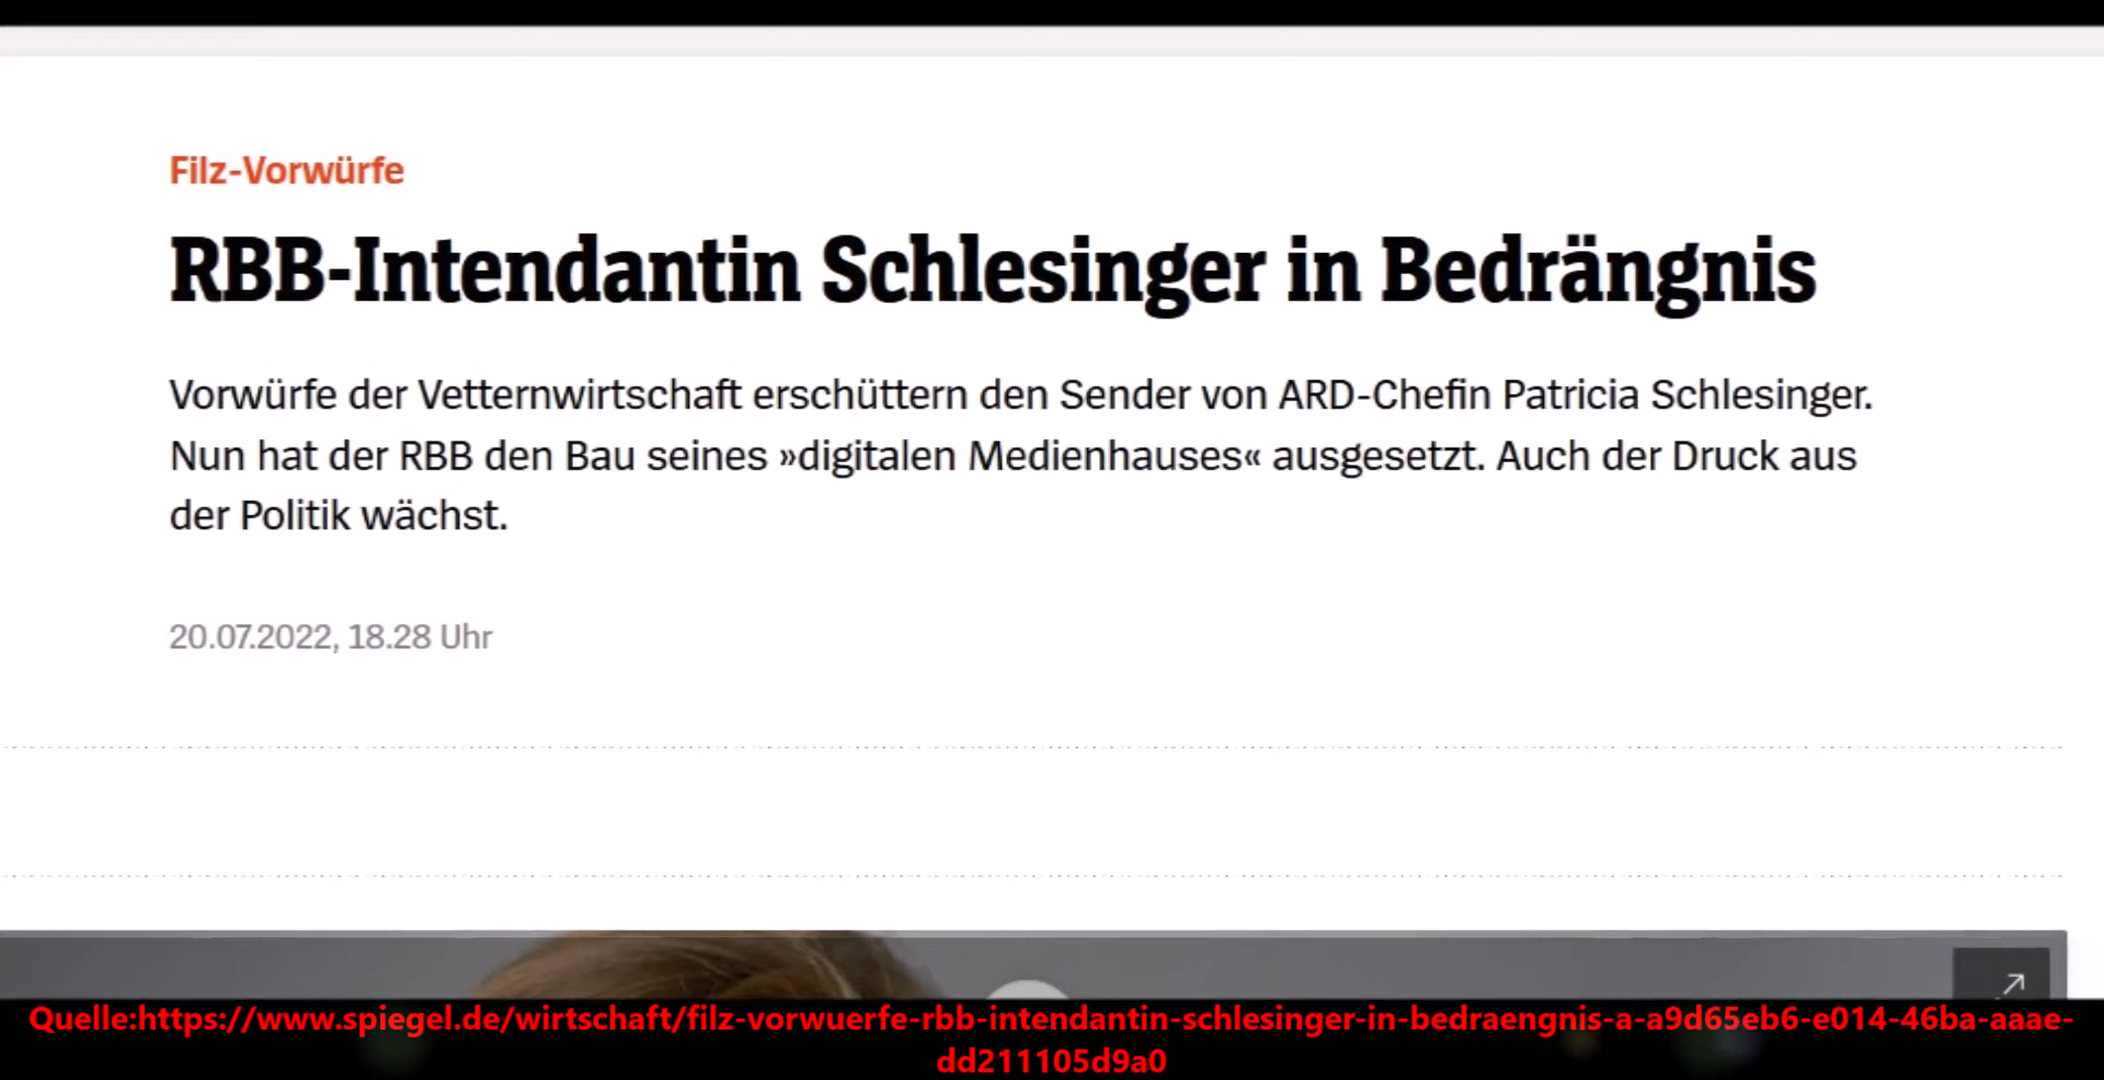 Filz-Vorwürfe
RBB-Intendantin Schlesinger in Bedrängnis
Vorwürfe der Vetternwirtschaft erschüttern den Sender von ARD-Chefin Patricia Schlesinger.
Nun hat der RBB den Bau seines »digitalen Medienhauses« ausgesetzt. Auch der Druck aus
der Politik wächst.
20.07.2022, 18.28 Uhr
Quelle:https://www.spiegel.de/wirtschaft/filz-vorwuerfe-rbb-intendantin-schlesinger-in-bedraengnis-a-a9d65eb6-e014-46ba-aaae-
dd211105d9a0